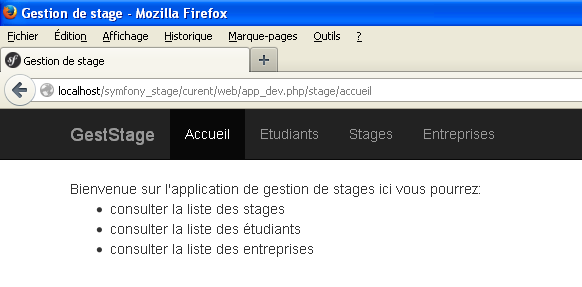 Gestion de stage - Mozilla Firefox
Fichier Édition Affichage Historique Marque-pages Outils ?
sf Gestion de stage +
localhost/symfony_stage/curent/web/app_dev.php/stage/accueil
GestStage Accueil Etudiants Stages Entreprises
Bienvenue sur l'application de gestion de stages ici vous pourrez:
• consulter la liste des stages
• consulter la liste des étudiants
• consulter la liste des entreprises